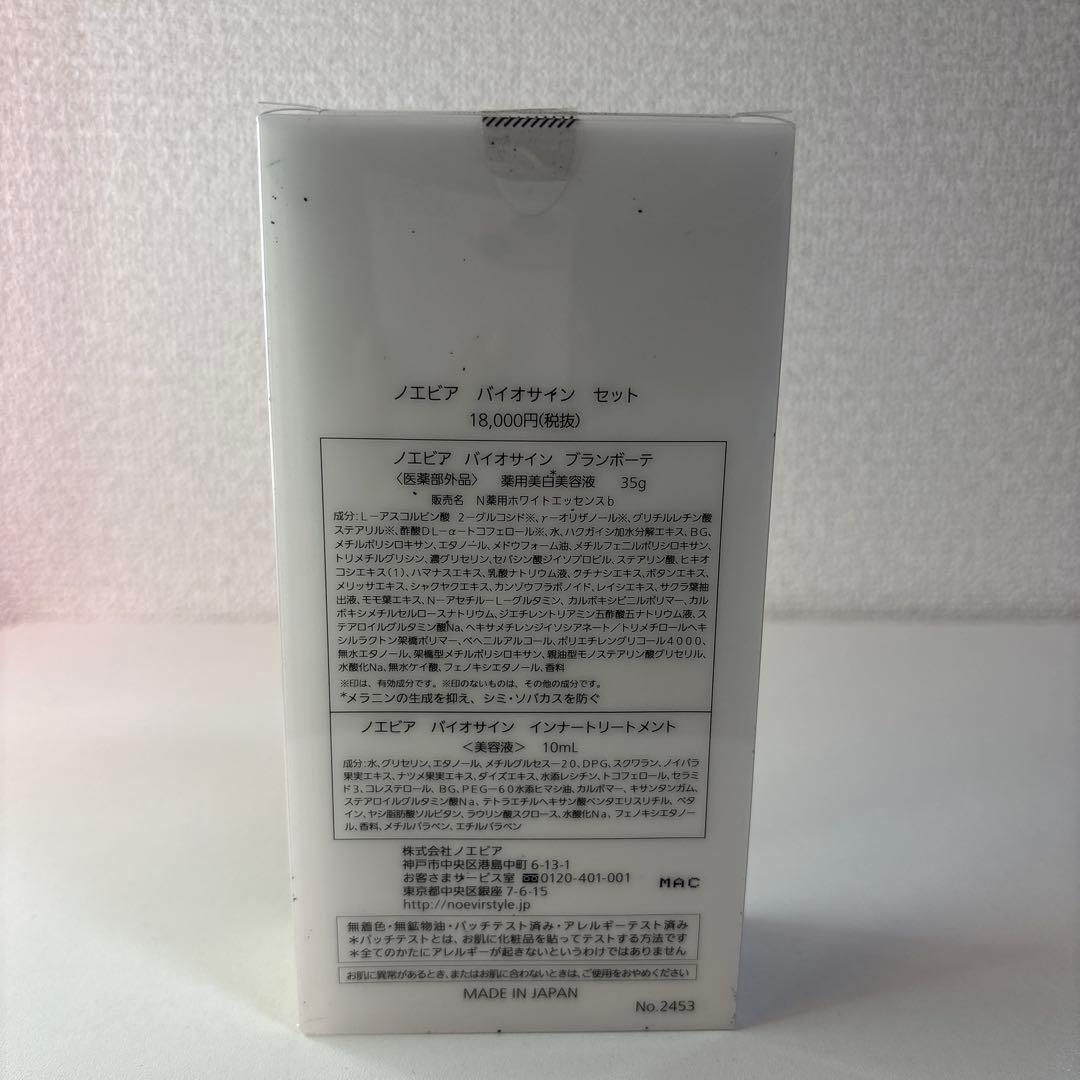 ノエビア バイオサイン セット
18,000円(税抜)
ノエビア バイオサイン ブランボーテ
〈医薬部外品〉 薬用美白*美容液 35g
販売名 N薬用ホワイトエッセンスb
成分:L-アスコルビン酸 2-グルコシド※、γ-オリザノール※、グリチルレチン酸
ステアリル※、酢酸DL-α-トコフェロール※、水、ハクガイシ加水分解エキス、BG、
メチルポリシロキサン、エタノール、メドウフォーム油、メチルフェニルポリシロキサン、
トリメチルグリシン、濃グリセリン、セバシン酸ジイソプロピル、ステアリン酸、ヒキオ
コシエキス(1)、ハマナスエキス、乳酸ナトリウム液、クチナシエキス、ボタンエキス、
メリッサエキス、シャクヤクエキス、カンゾウフラボノイド、レイシエキス、サクラ葉抽
出液、モモ葉エキス、N-アセチル-L-グルタミン、カルボキシビニルポリマー、カル
ボキシメチルセルロースナトリウム、ジエチレントリアミン五酢酸五ナトリウム液、ス
テアロイルグルタミン酸Na、ヘキサメチレンジイソシアネート/トリメチロールヘキ
シルラクトン架橋ポリマー、ベヘニルアルコール、ポリエチレングリコール4000、
無水エタノール、架橋型メチルポリシロキサン、親油型モノステアリン酸グリセリル、
水酸化Na、無水ケイ酸、フェノキシエタノール、香料
※印は、有効成分です。※印のないものは、その他の成分です。
*メラニンの生成を抑え、シミ・ソバカスを防ぐ
ノエビア バイオサイン インナートリートメント
<美容液> 10mL
成分:水、グリセリン、エタノール、メチルグルセス-20、DPG、スクワラン、ノイバラ
果実エキス、ナツメ果実エキス、ダイズエキス、水添レシチン、トコフェロール、セラミ
ド3、コレステロール、BG、PEG-60水添ヒマシ油、カルボマー、キサンタンガム、
ステアロイルグルタミン酸Na、テトラエチルヘキサン酸ペンタエリスリチル、ベタ
イン、ヤシ脂肪酸ソルビタン、ラウリン酸スクロース、水酸化Na、フェノキシエタノー
ル、香料、メチルパラベン、エチルパラベン
株式会社ノエビア
神戸市中央区港島中町6-13-1
お客さまサービス室 0120-401-001
MAC
東京都中央区銀座7-6-15
http://noevirstyle.jp
無着色・無鉱物油・パッチテスト済み・アレルギーテスト済み
*パッチテストとは、お肌に化粧品を貼ってテストする方法です
*全てのかたにアレルギーが起きないというわけではありません
お肌に異常があるとき、またはお肌に合わないときは、ご使用をおやめください
MADE IN JAPAN
No.2453